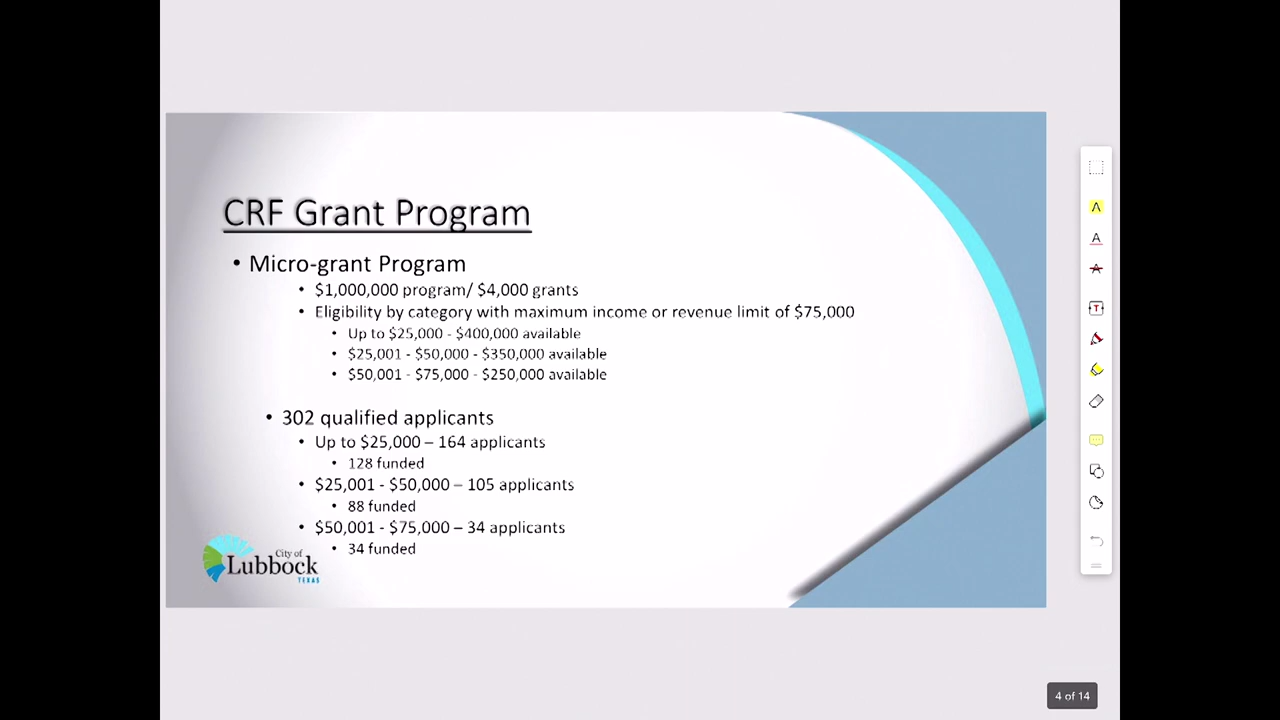 CRF Grant Program
• Micro-grant Program
• $1,000,000 program/ $4,000 grants
• Eligibility by category with maximum income or revenue limit of $75,000
• Up to $25,000 - $400,000 available
• $25,001 - $50,000 - $350,000 available
• $50,001 - $75,000 - $250,000 available
• 302 qualified applicants
• Up to $25,000 – 164 applicants
• 128 funded
• $25,001 - $50,000 – 105 applicants
• 88 funded
• $50,001 - $75,000 – 34 applicants
• 34 funded
City of
Lubbock
TEXAS
A
A
A
T
4 of 14